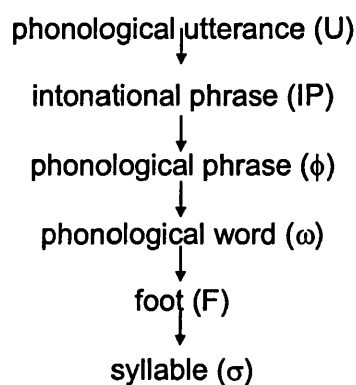 phonological utterance (U)
intonational phrase (IP)
phonological phrase (ϕ)
phonological word (ω)
foot (F)
syllable (σ)